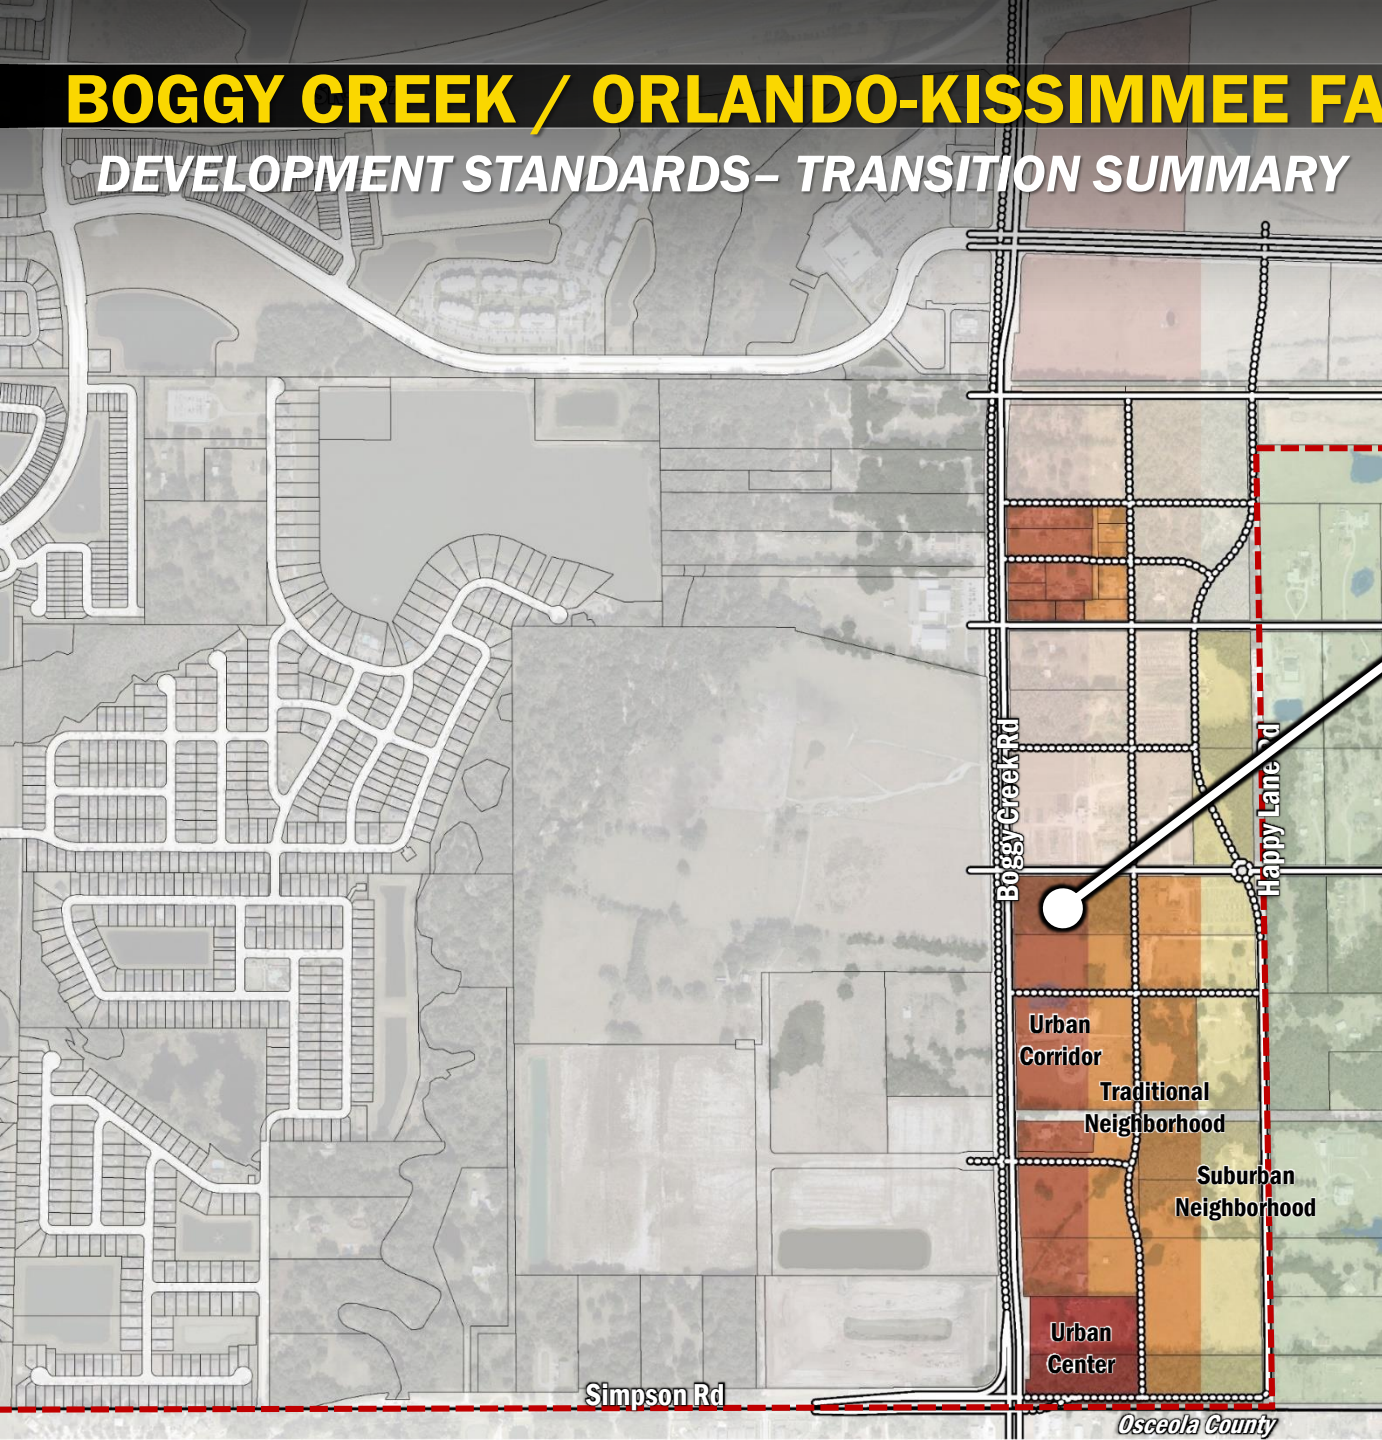 BOGGY CREEK / ORLANDO-KISSIMMEE FA
DEVELOPMENT STANDARDS– TRANSITION SUMMARY
Boggy Creek Rd
Happy Lane Rd
Urban
Corridor
Traditional
Neighborhood
Suburban
Neighborhood
Urban
Center
Simpson Rd
Osceola County